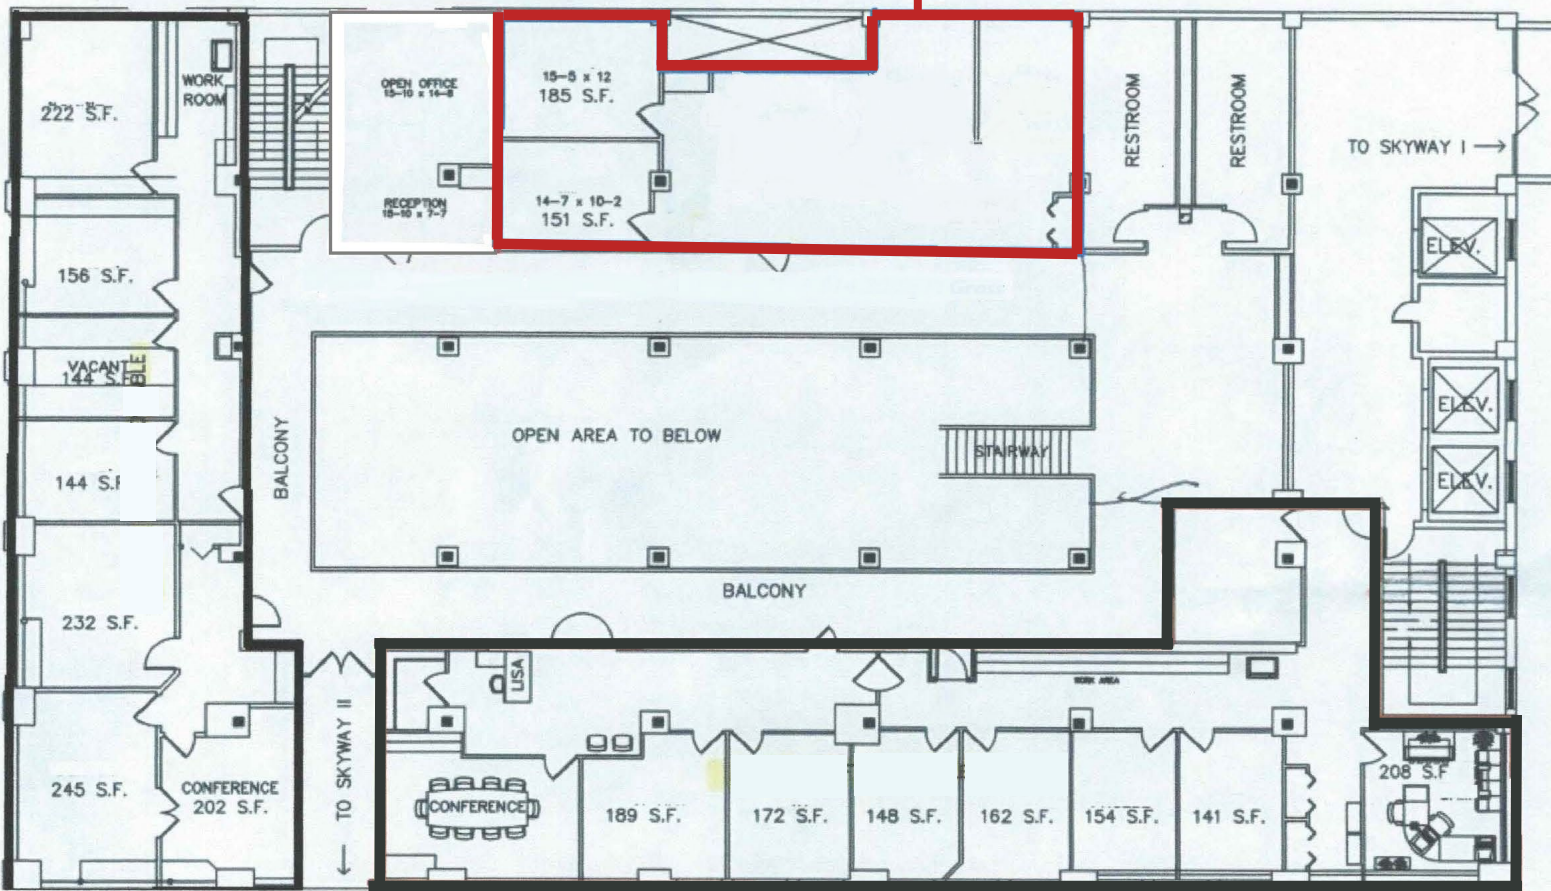 222 S.F.
WORK
ROOM
OPEN OFFICE
15-10 x 14-8
RECEPTION
15-10 x 7-7
15-5 x 12
185 S.F.
14-7 x 10-2
151 S.F.
RESTROOM
RESTROOM
TO SKYWAY I
ELEV.
156 S.F.
VACANT
144 S.F
BLE
144 S.F
BALCONY
OPEN AREA TO BELOW
STAIRWAY
ELEV.
ELEV.
BALCONY
232 S.F.
LISA
WORK AREA
245 S.F.
CONFERENCE
202 S.F.
TO SKYWAY II
CONFERENCE
189 S.F.
172 S.F.
148 S.F.
162 S.F.
154 S.F.
141 S.F.
208 S.F